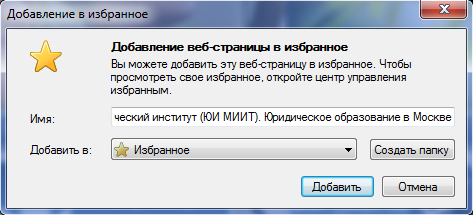 Добавление в избранное
Добавление веб-страницы в избранное
Вы можете добавить эту веб-страницу в избранное. Чтобы
просмотреть свое избранное, откройте центр управления
избранным.
Имя: ческий институт (ЮИ МИИТ). Юридическое образование в Москве
Добавить в: Избранное Создать папку
Добавить Отмена